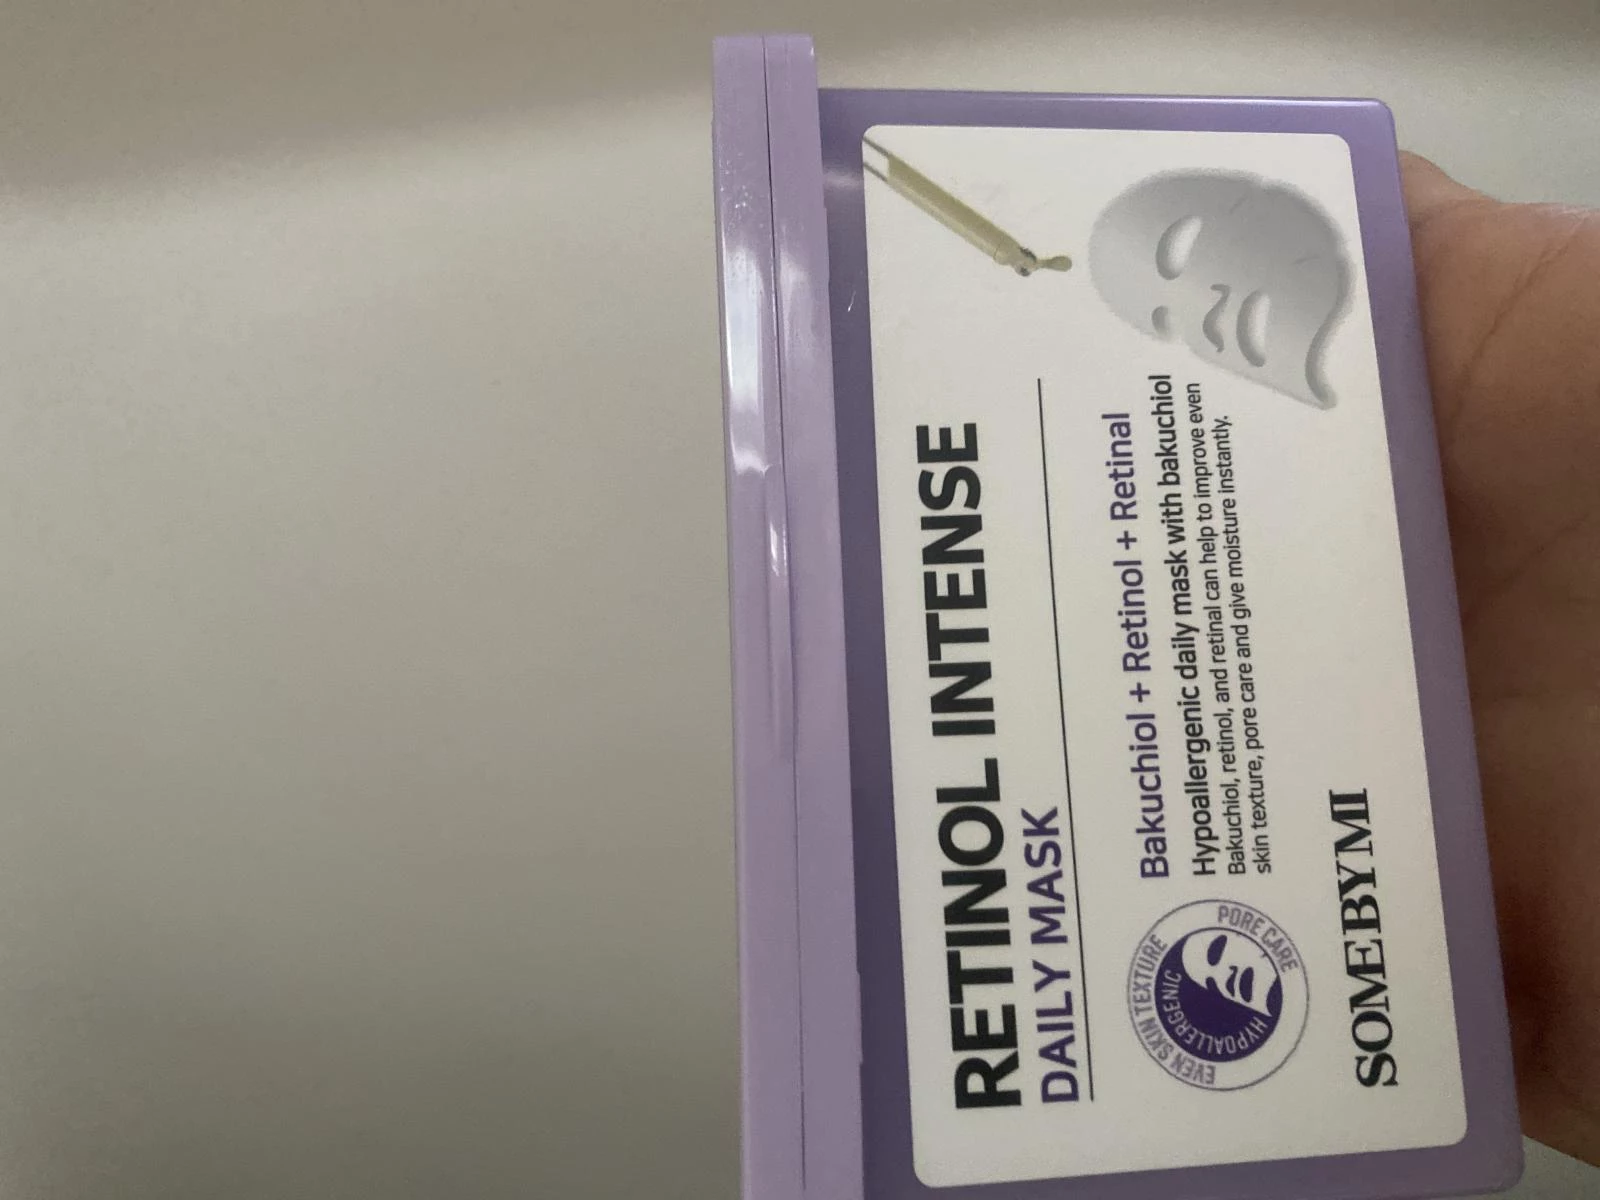 RETINOL INTENSE
DAILY MASK
Bakuchiol + Retinol + Retinal
Hypoallergenic daily mask with bakuchiol
Bakuchiol, retinol, and retinal can help to improve even
skin texture, pore care and give moisture instantly.
EVEN SKIN TEXTURE
PORE CARE
HYPOALLERGENIC
SOMEBYMI